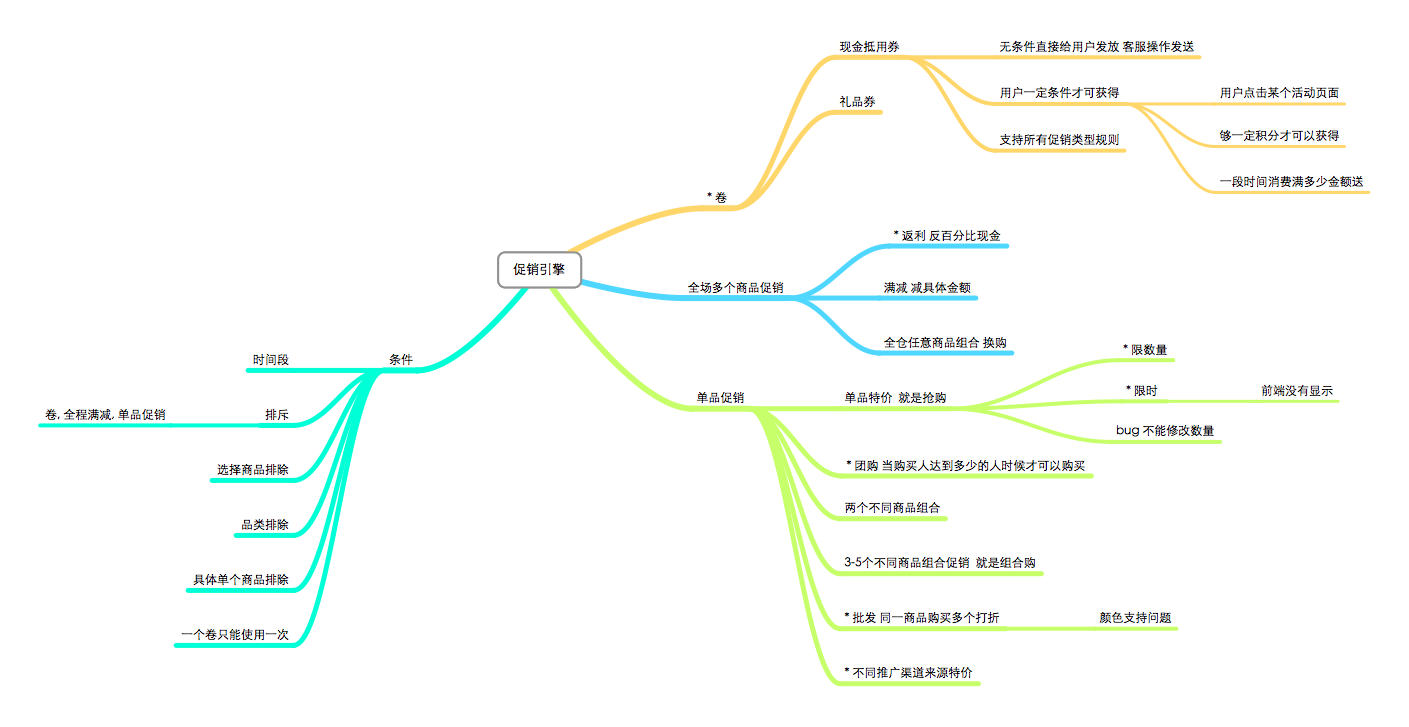 促销引擎
* 卷
现金抵用券
无条件直接给用户发放 客服操作发送
用户一定条件才可获得
用户点击某个活动页面
够一定积分才可以获得
一段时间消费满多少金额送
支持所有促销类型规则
礼品券
全场多个商品促销
* 返利 反百分比现金
满减 减具体金额
全仓任意商品组合 换购
单品促销
单品特价 就是抢购
* 限数量
* 限时
前端没有显示
bug 不能修改数量
* 团购 当购买人达到多少的人时候才可以购买
两个不同商品组合
3-5个不同商品组合促销 就是组合购
* 批发 同一商品购买多个打折
颜色支持问题
* 不同推广渠道来源特价
条件
时间段
排斥
卷, 全程满减, 单品促销
选择商品排除
品类排除
具体单个商品排除
一个卷只能使用一次